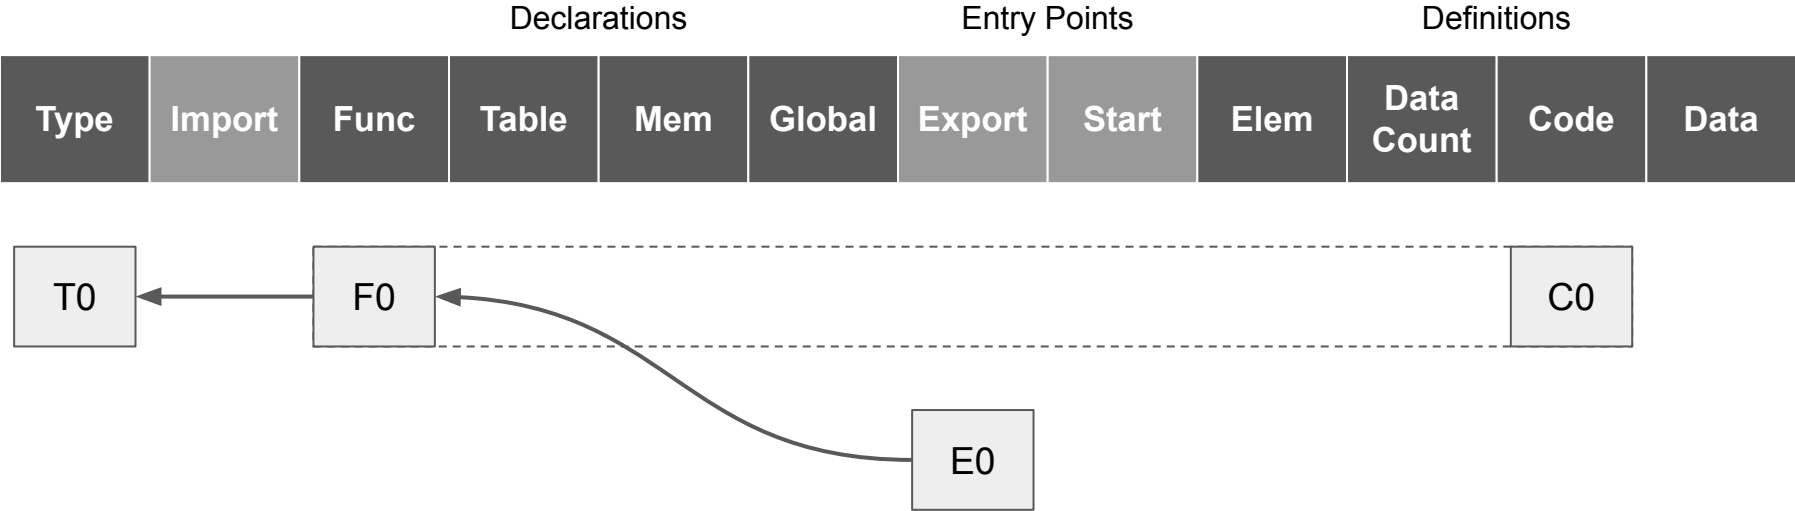 Declarations Entry Points Definitions
Type Import Func Table Mem Global Export Start Elem Data Count Code Data
T0 F0 C0
E0